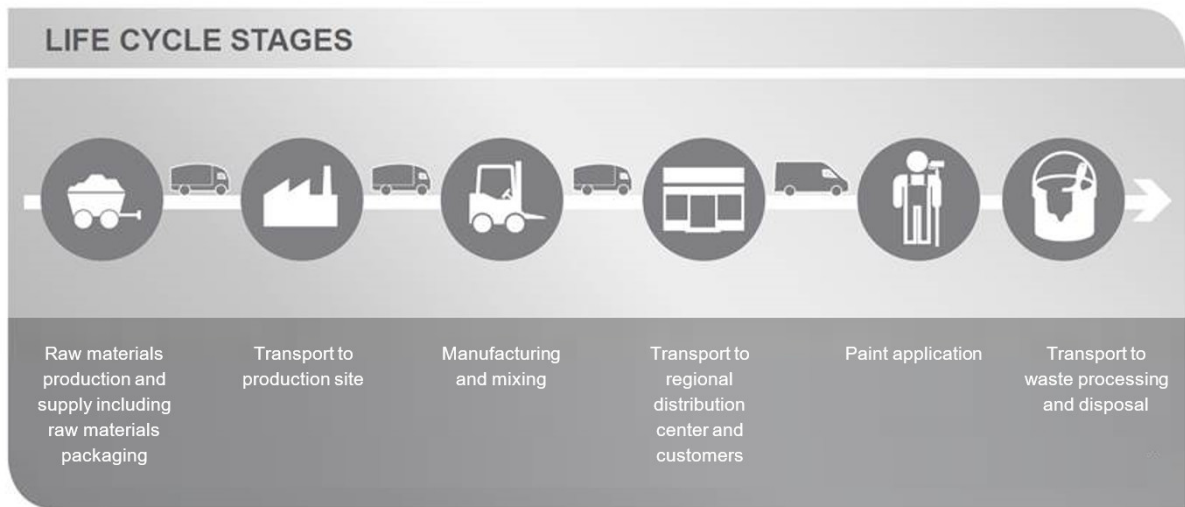 LIFE CYCLE STAGES
Raw materials
production and
supply including
raw materials
packaging
Transport to
production site
Manufacturing
and mixing
Transport to
regional
distribution
center and
customers
Paint application
Transport to
waste processing
and disposal